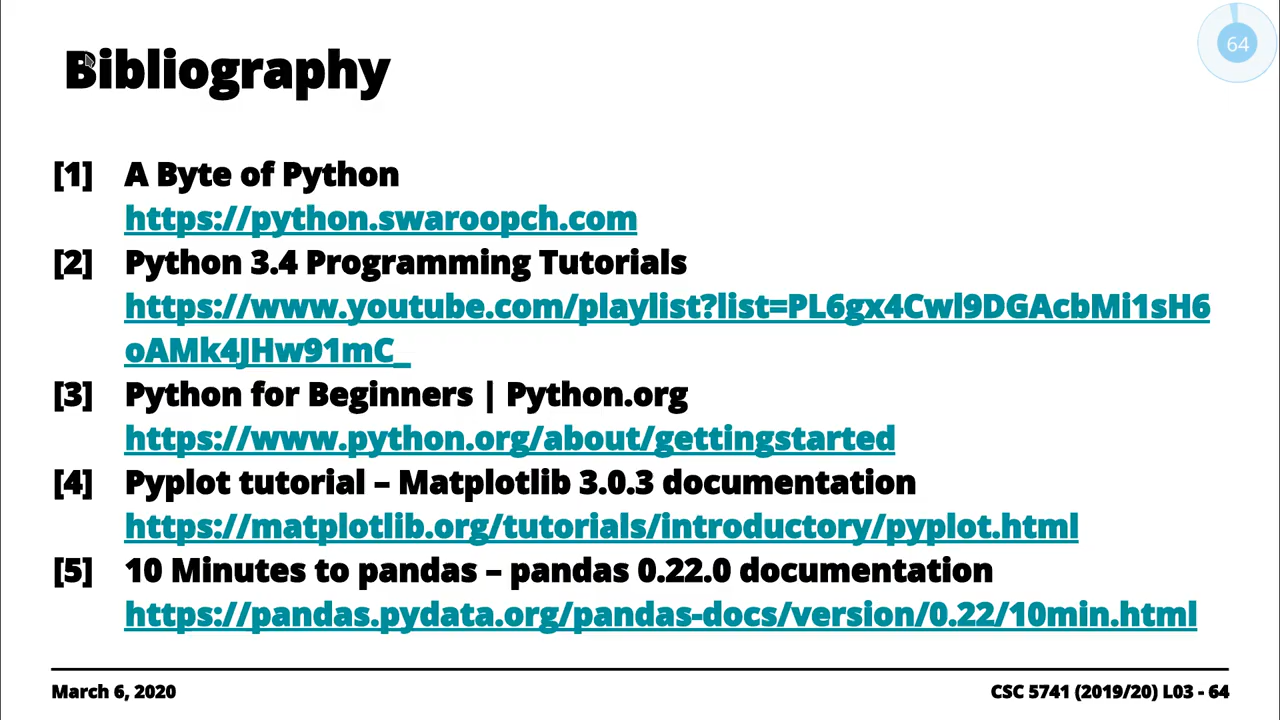 64
Bibliography
[1] A Byte of Python
https://python.swaroopch.com
[2] Python 3.4 Programming Tutorials
https://www.youtube.com/playlist?list=PL6gx4Cwl9DGAcbMi1sH6
oAMk4JHw91mC_
[3] Python for Beginners | Python.org
https://www.python.org/about/gettingstarted
[4] Pyplot tutorial – Matplotlib 3.0.3 documentation
https://matplotlib.org/tutorials/introductory/pyplot.html
[5] 10 Minutes to pandas – pandas 0.22.0 documentation
https://pandas.pydata.org/pandas-docs/version/0.22/10min.html
March 6, 2020
CSC 5741 (2019/20) L03 - 64